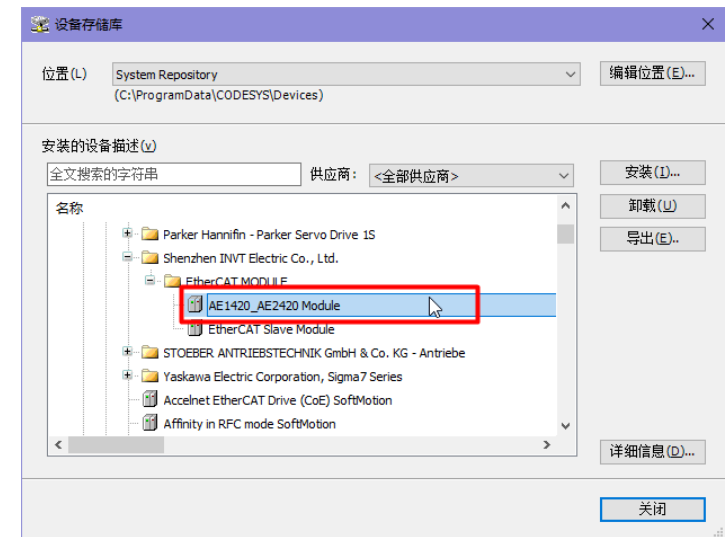 设备存储库
位置(L) System Repository 编辑位置(E)...
(C:\ProgramData\CODESYS\Devices)
安装的设备描述(V)
全文搜索的字符串 供应商: <全部供应商> 安装(I)...
名称 卸载(U)
Parker Hannifin - Parker Servo Drive 1S 导出(E)..
Shenzhen INVT Electric Co., Ltd.
EtherCAT MODULE
AE1420_AE2420 Module
EtherCAT Slave Module
STOEBER ANTRIEBSTECHNIK GmbH & Co. KG - Antriebe
Yaskawa Electric Corporation, Sigma7 Series
Accelnet EtherCAT Drive (CoE) SoftMotion
Affinity in RFC mode SoftMotion
详细信息(D)...
关闭